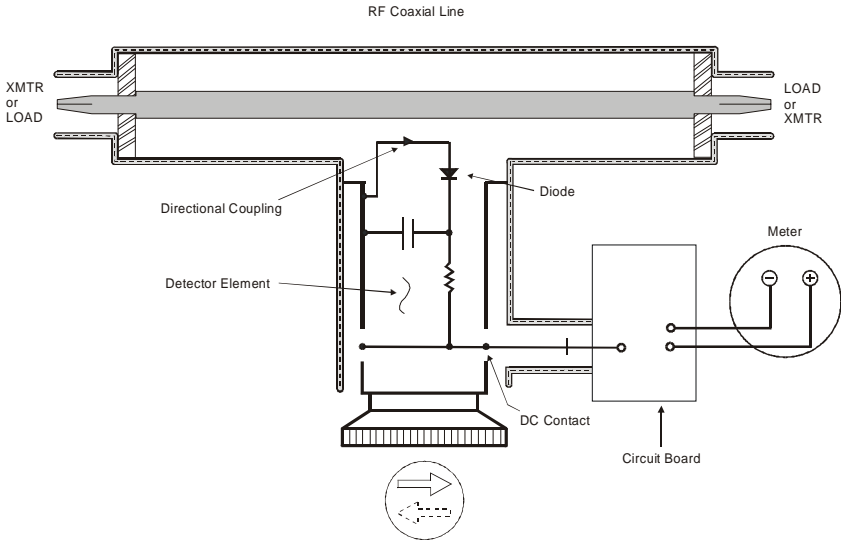 RF Coaxial Line
XMTR
or
LOAD
LOAD
or
XMTR
Directional Coupling
Diode
Detector Element
Meter
− +
DC Contact
Circuit Board